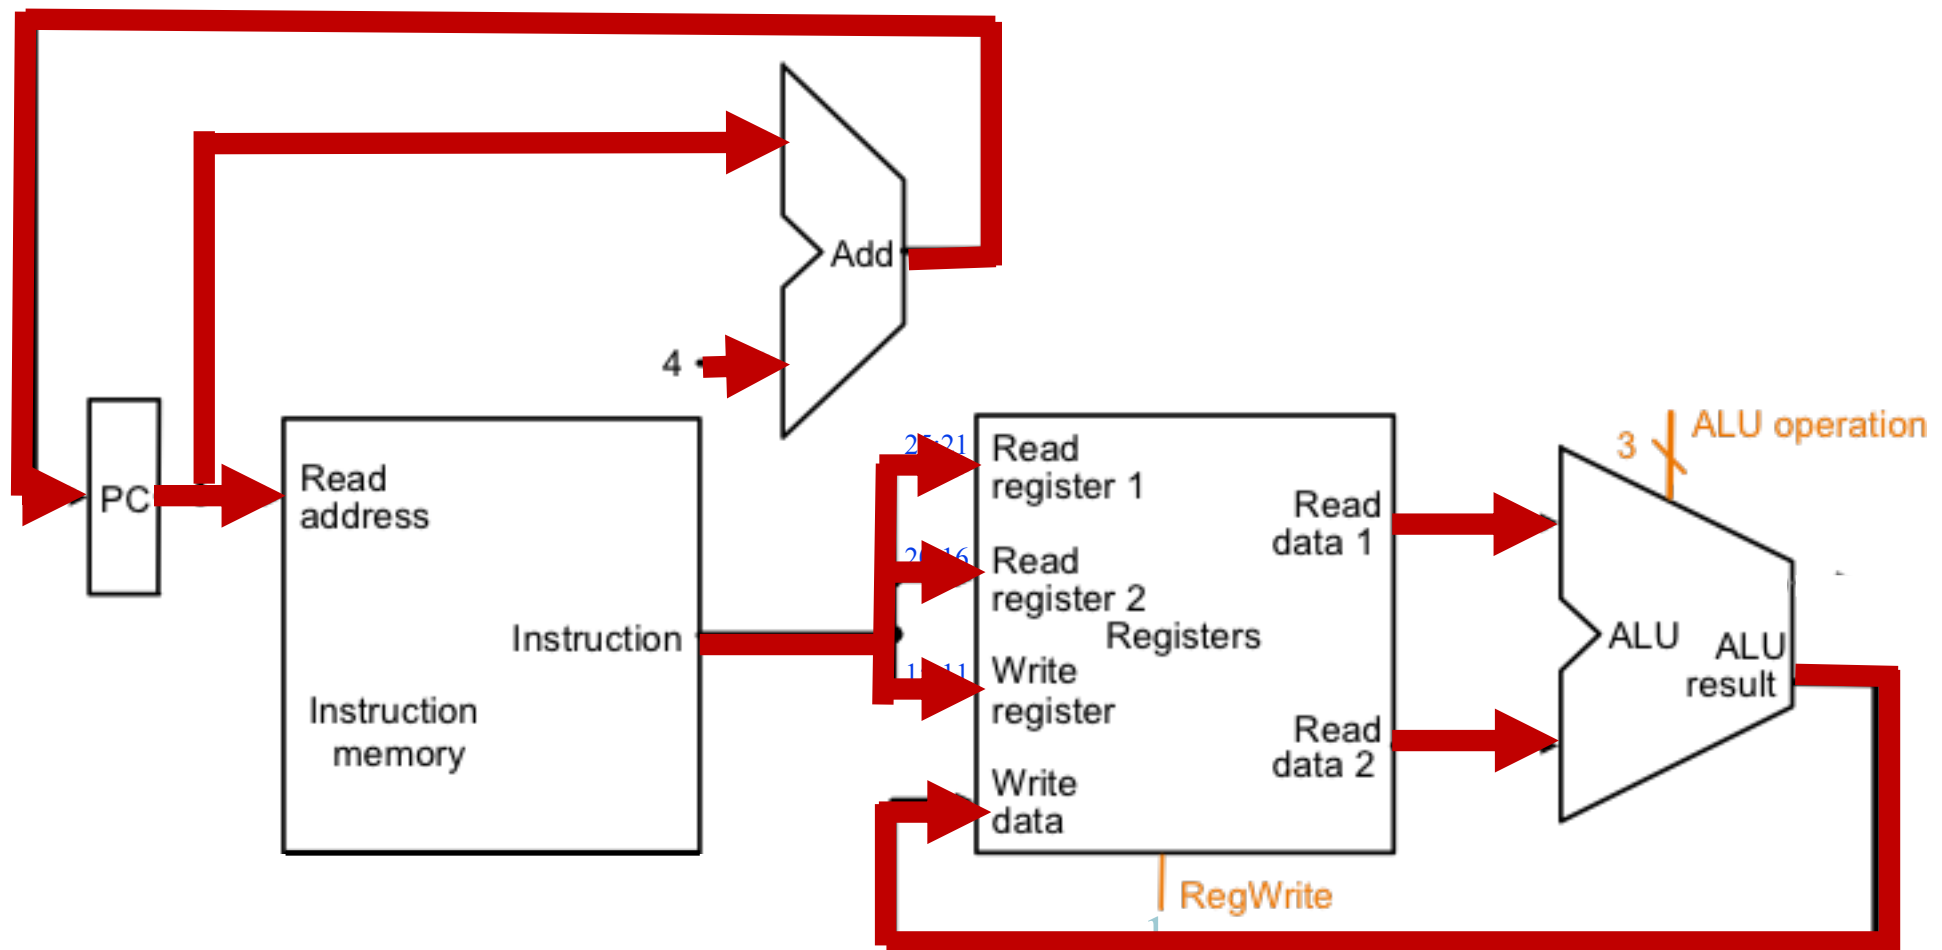 Add
4
PC
Read
address
Instruction
Instruction
memory
Read
register 1
Read
register 2
Registers
Write
register
Write
data
Read
data 1
Read
data 2
RegWrite
1
3
ALU operation
ALU
ALU
result